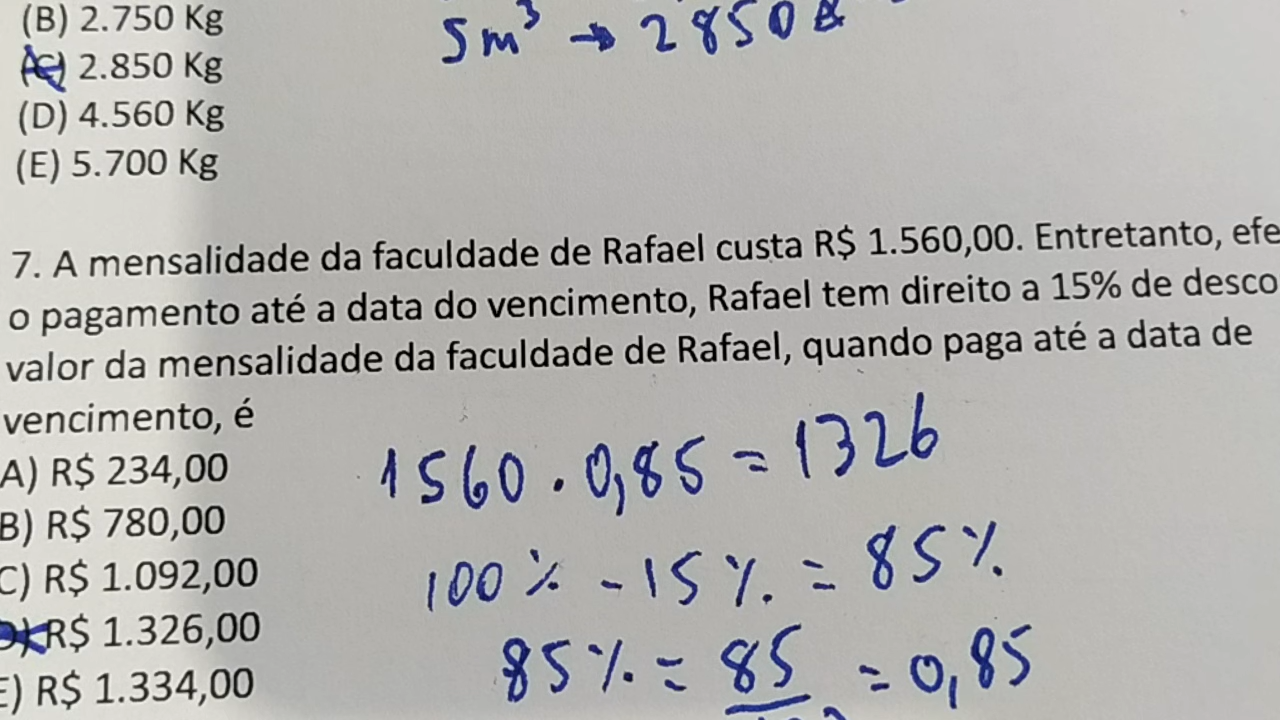 (B) 2.750 Kg
5m³ → 2850
(C) 2.850 Kg
(D) 4.560 Kg
(E) 5.700 Kg
7. A mensalidade da faculdade de Rafael custa R$ 1.560,00. Entretanto, efe
o pagamento até a data do vencimento, Rafael tem direito a 15% de desco
valor da mensalidade da faculdade de Rafael, quando paga até a data de
vencimento, é
1560 . 0,85 = 1326
A) R$ 234,00
B) R$ 780,00
100% - 15% = 85%
C) R$ 1.092,00
D) R$ 1.326,00
85% = 85 = 0,85
E) R$ 1.334,00